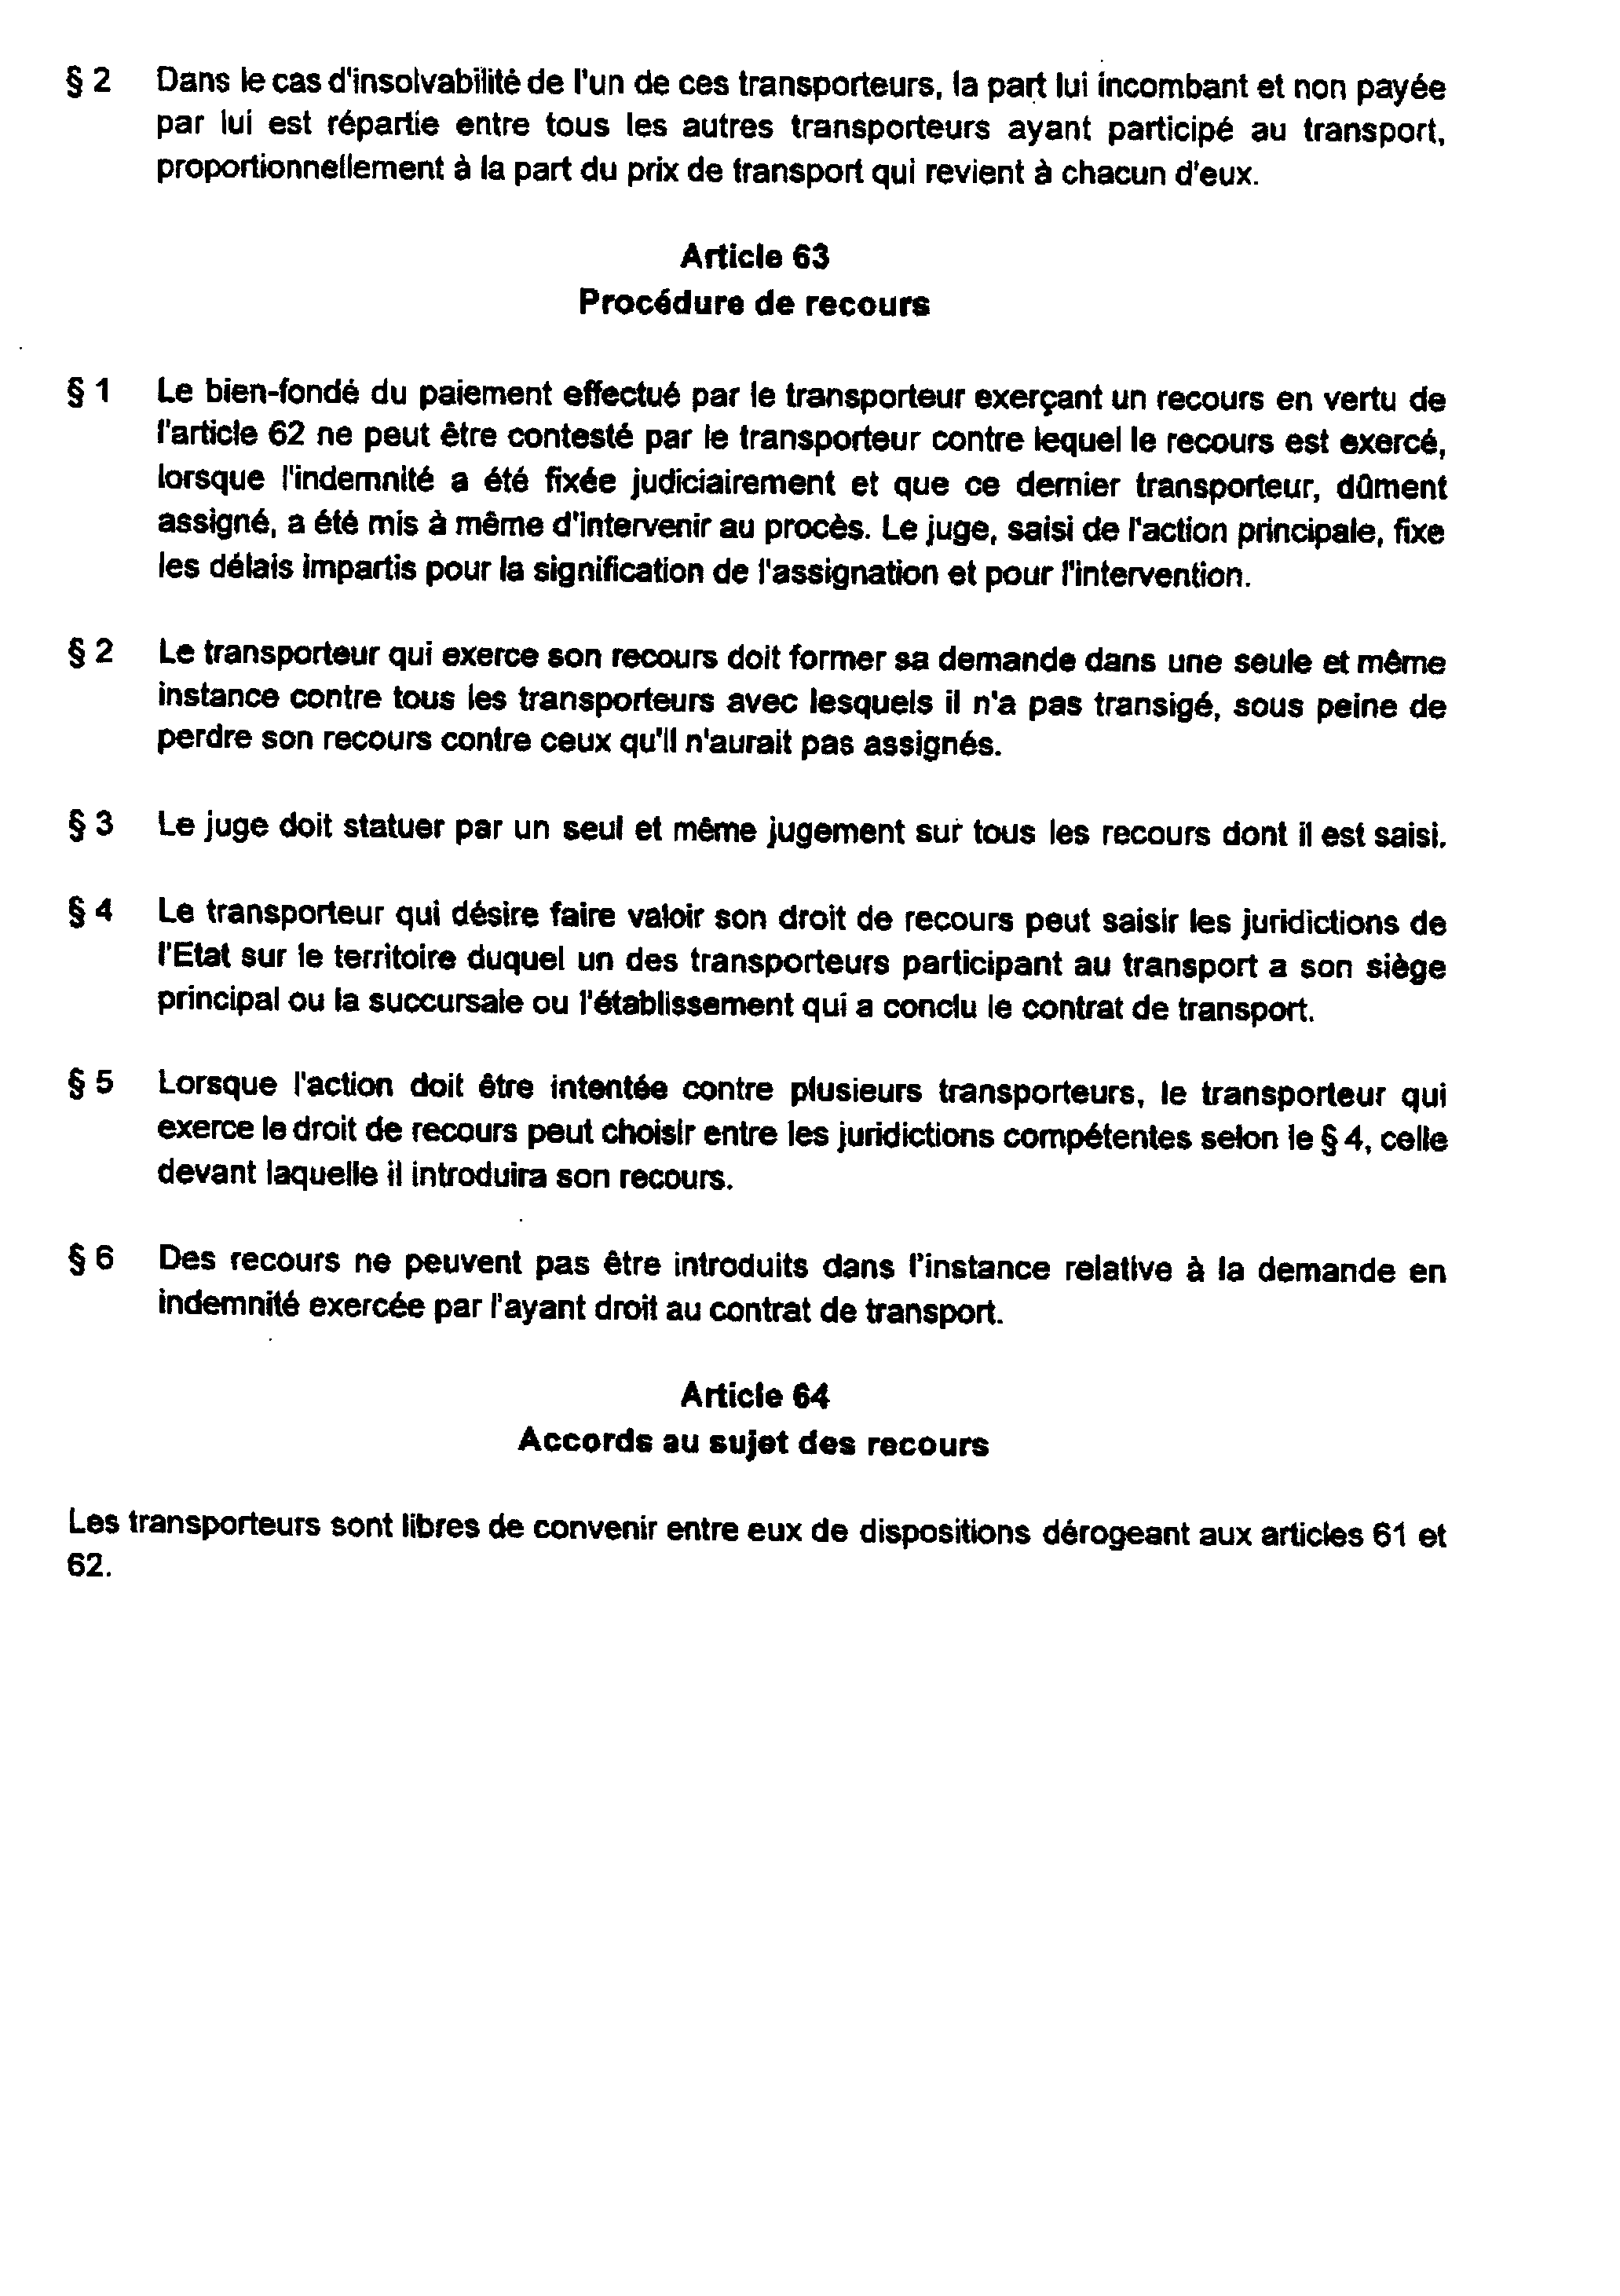 § 2 Dans le cas d'insolvabilité de l'un de ces transporteurs, la part lui incombant et non payée
par lui est répartie entre tous les autres transporteurs ayant participé au transport,
proportionnellement à la part du prix de transport qui revient à chacun d'eux.
Article 63
Procédure de recours
§ 1 Le bien-fondé du paiement effectué par le transporteur exerçant un recours en vertu de
l'article 62 ne peut être contesté par le transporteur contre lequel le recours est exercé,
lorsque l'indemnité a été fixée judiciairement et que ce dernier transporteur, dûment
assigné, a été mis à même d'intervenir au procès. Le juge, saisi de l'action principale, fixe
les délais impartis pour la signification de l'assignation et pour l'intervention.
§ 2 Le transporteur qui exerce son recours doit former sa demande dans une seule et même
instance contre tous les transporteurs avec lesquels il n'a pas transigé, sous peine de
perdre son recours contre ceux qu'il n'aurait pas assignés.
§ 3 Le juge doit statuer par un seul et même jugement sur tous les recours dont il est saisi.
§ 4 Le transporteur qui désire faire valoir son droit de recours peut saisir les juridictions de
l'Etat sur le territoire duquel un des transporteurs participant au transport a son siège
principal ou la succursale ou l'établissement qui a conclu le contrat de transport.
§ 5 Lorsque l'action doit être intentée contre plusieurs transporteurs, le transporteur qui
exerce le droit de recours peut choisir entre les juridictions compétentes selon le § 4, celle
devant laquelle il introduira son recours.
§ 6 Des recours ne peuvent pas être introduits dans l'instance relative à la demande en
indemnité exercée par l'ayant droit au contrat de transport.
Article 64
Accords au sujet des recours
Les transporteurs sont libres de convenir entre eux de dispositions dérogeant aux articles 61 et
62.